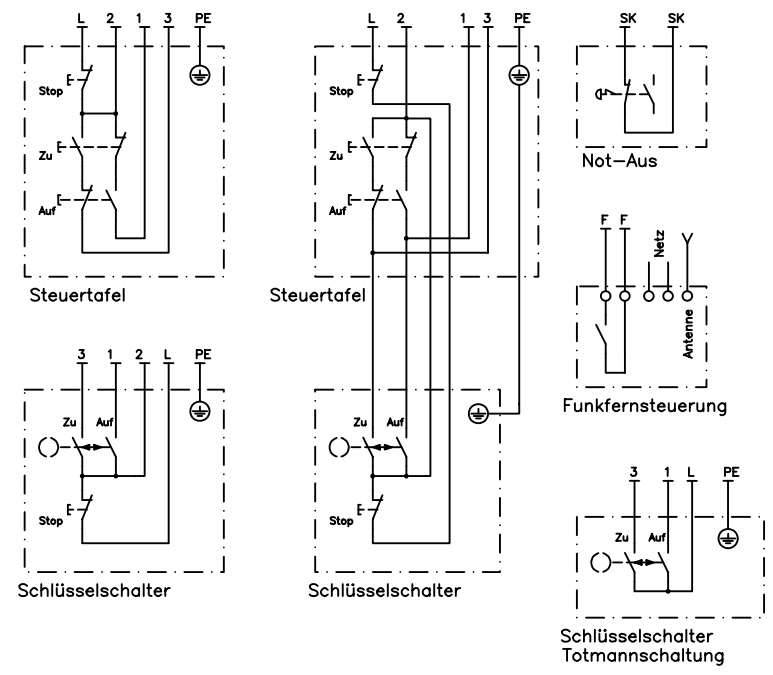 L 2 1 3 PE
Stop
Zu
Auf
Steuertafel
L 2 1 3 PE
Stop
Zu
Auf
Steuertafel
SK SK
Not-Aus
F F Netz
Antenne
Funkfernsteuerung
3 1 2 L PE
Zu Auf
Stop
Schlüsselschalter
Zu Auf
Stop
Schlüsselschalter
3 1 L PE
Zu Auf
Schlüsselschalter
Totmannschaltung